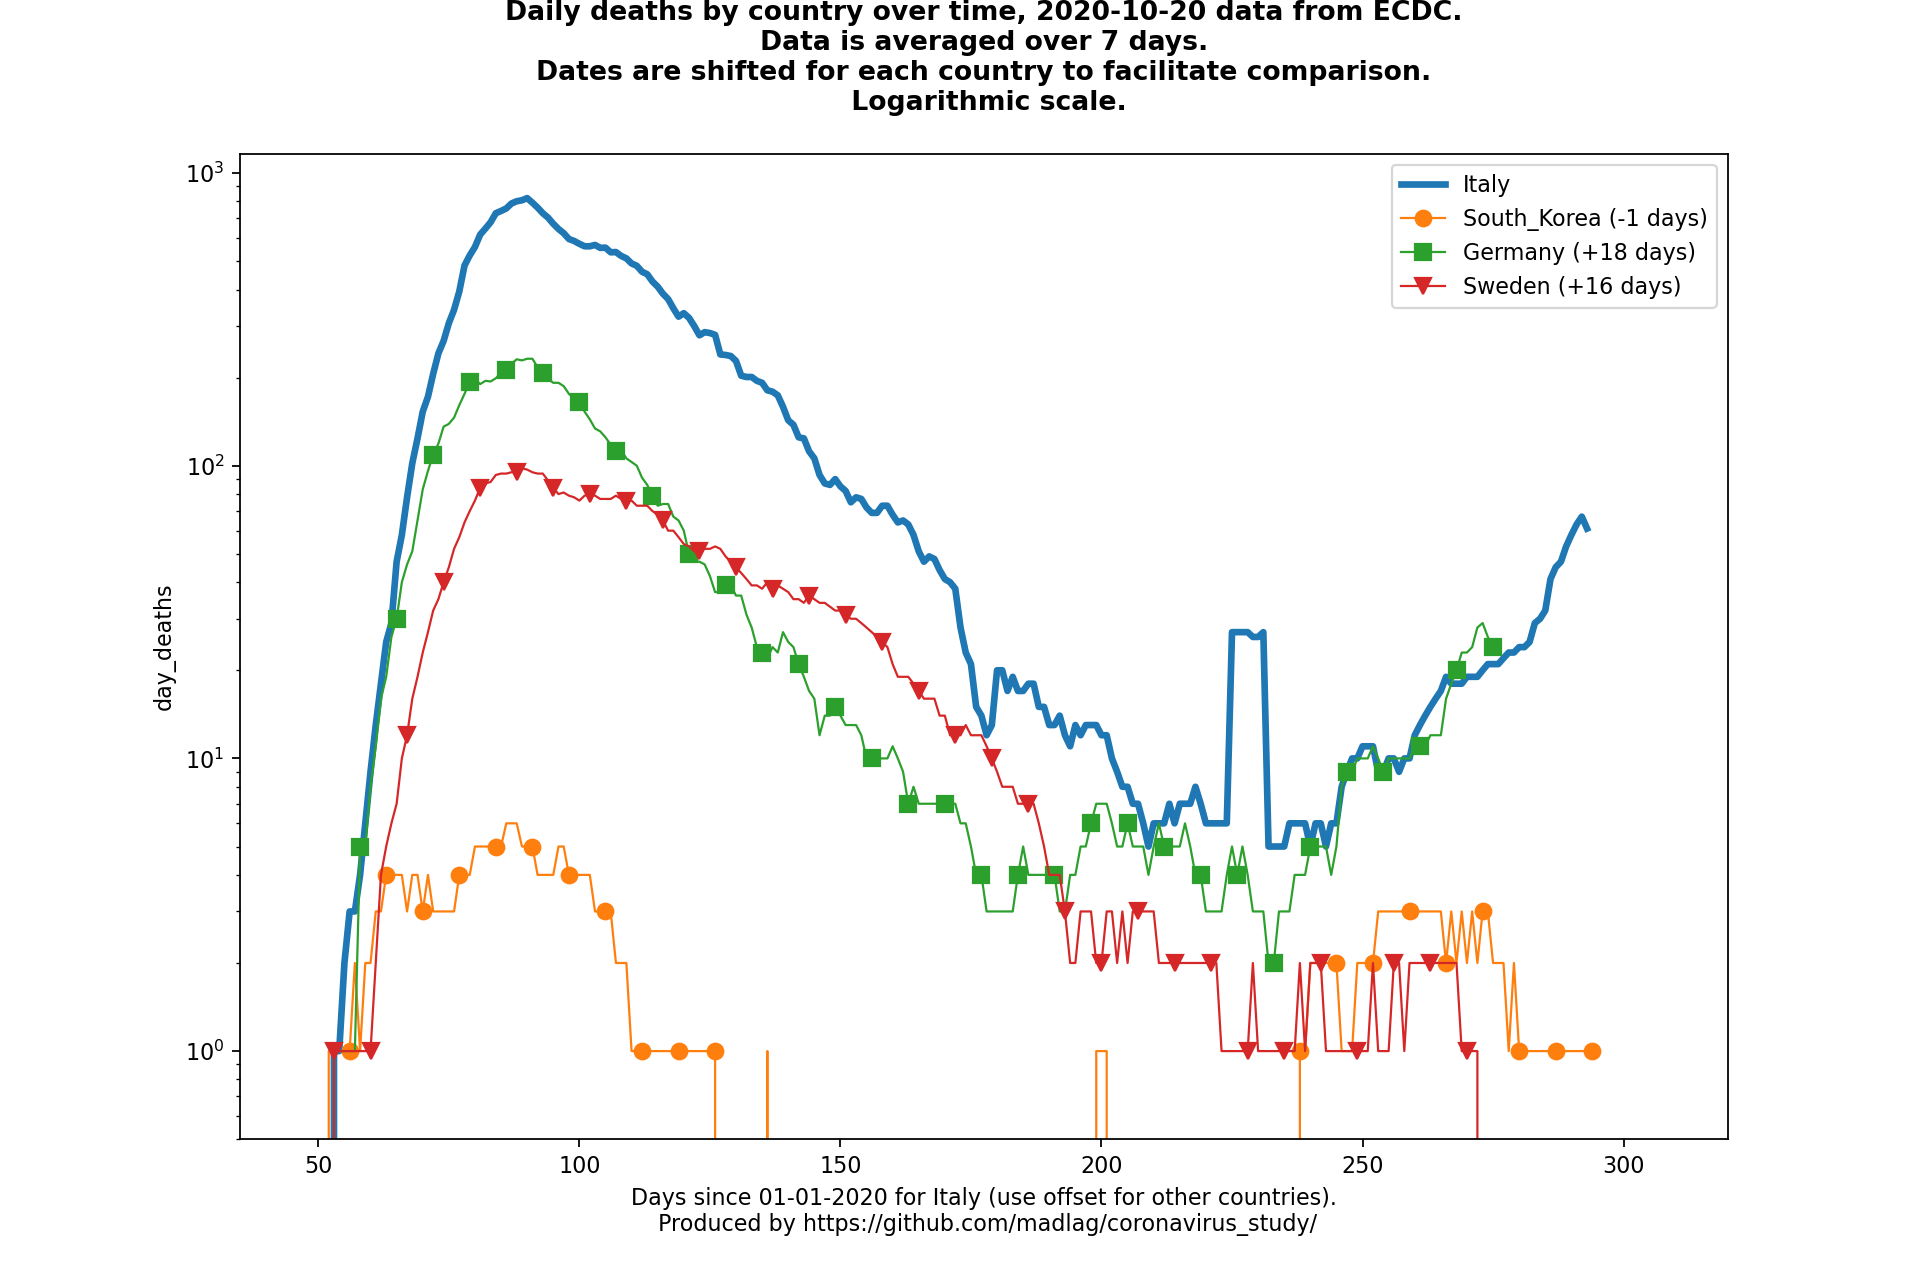 Daily deaths by country over time, 2020-10-20 data from ECDC.
Data is averaged over 7 days.
Dates are shifted for each country to facilitate comparison.
Logarithmic scale.
10³
10²
10¹
10⁰
day_deaths
Italy
South_Korea (-1 days)
Germany (+18 days)
Sweden (+16 days)
50 100 150 200 250 300
Days since 01-01-2020 for Italy (use offset for other countries).
Produced by https://github.com/madlag/coronavirus_study/